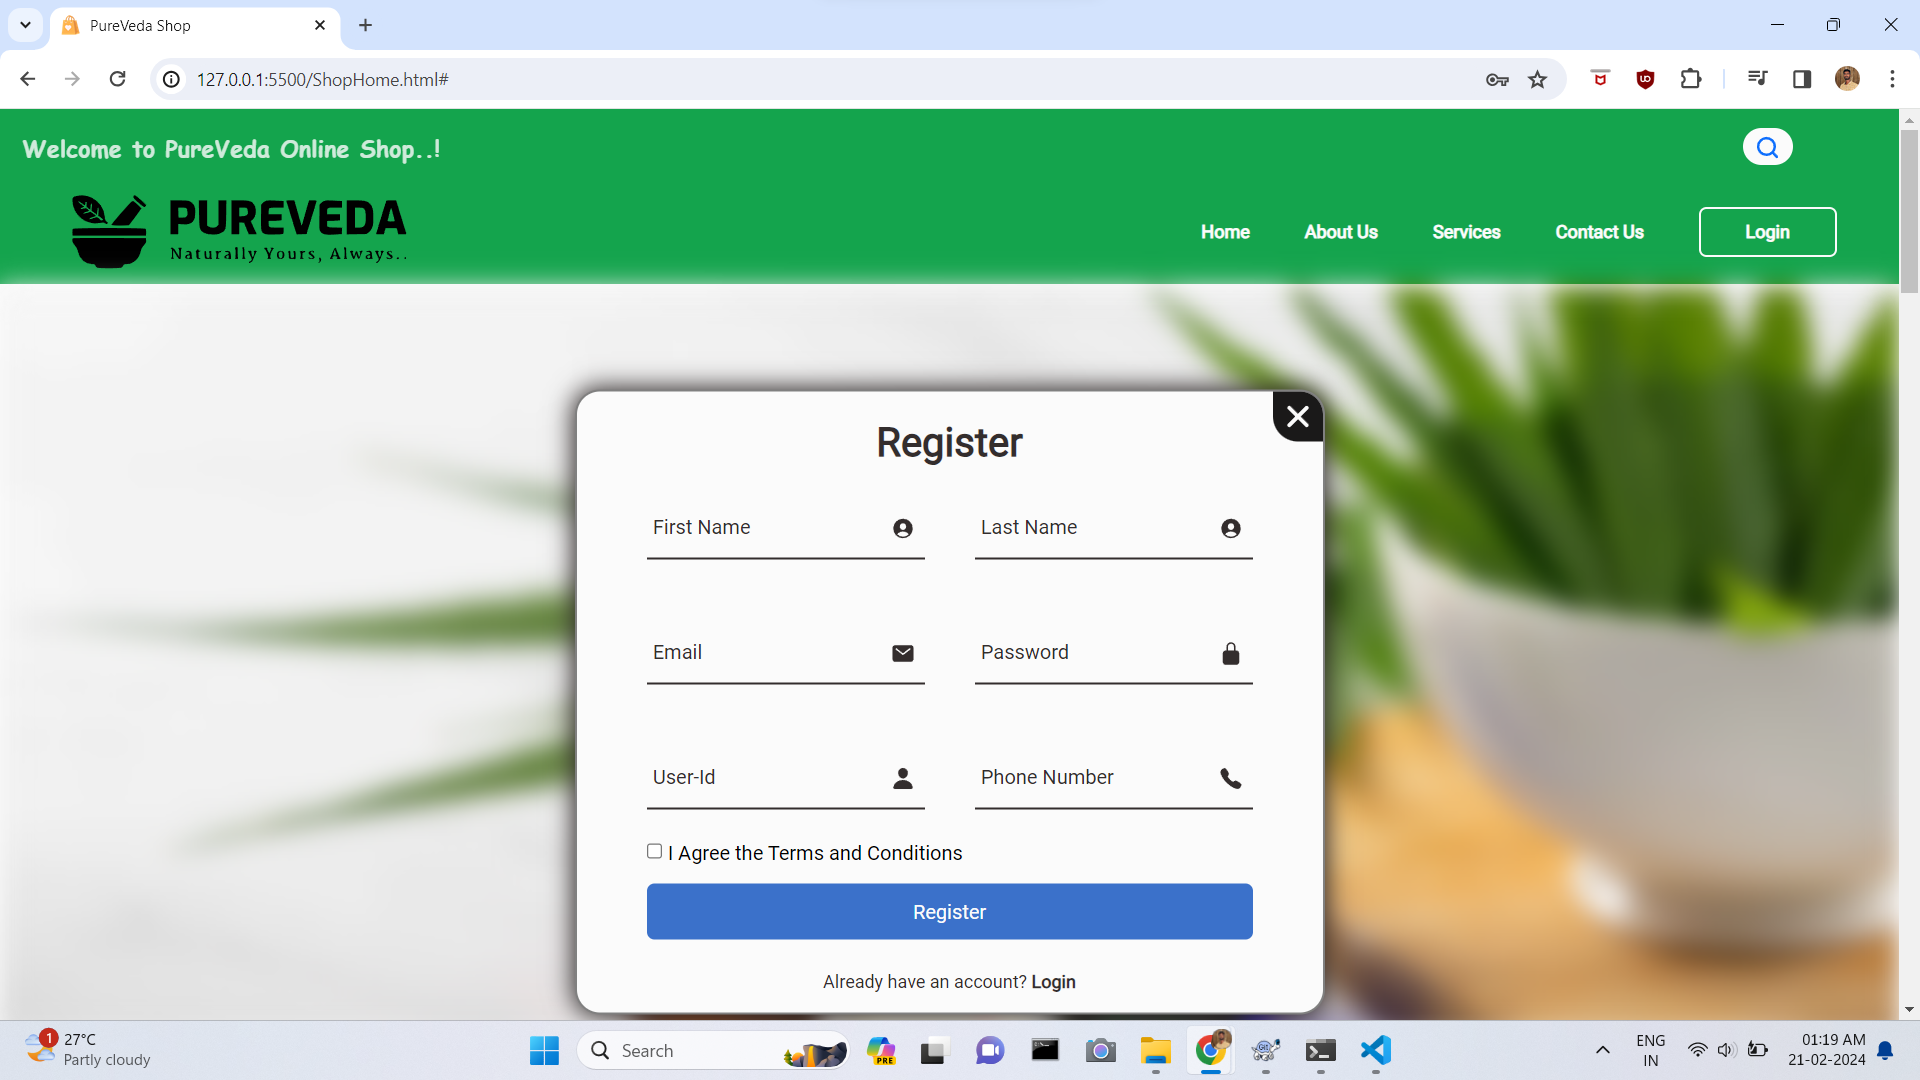 PureVeda Shop
127.0.0.1:5500/ShopHome.html#
Welcome to PureVeda Online Shop..!
PUREVEDA
Naturally Yours, Always..
Home
About Us
Services
Contact Us
Login
Register
First Name
Last Name
Email
Password
User-Id
Phone Number
I Agree the Terms and Conditions
Register
Already have an account? Login
1
27°C
Partly cloudy
Search
PRE
ENG
IN
01:19 AM
21-02-2024